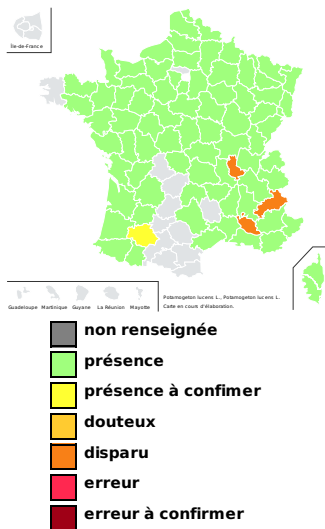 Île-de-France
Guadeloupe Martinique Guyane La Réunion Mayotte
Potamogeton lucens L., Potamogeton lucens L.
Carte en cours d'élaboration.
non renseignée
présence
présence à confimer
douteux
disparu
erreur
erreur à confirmer